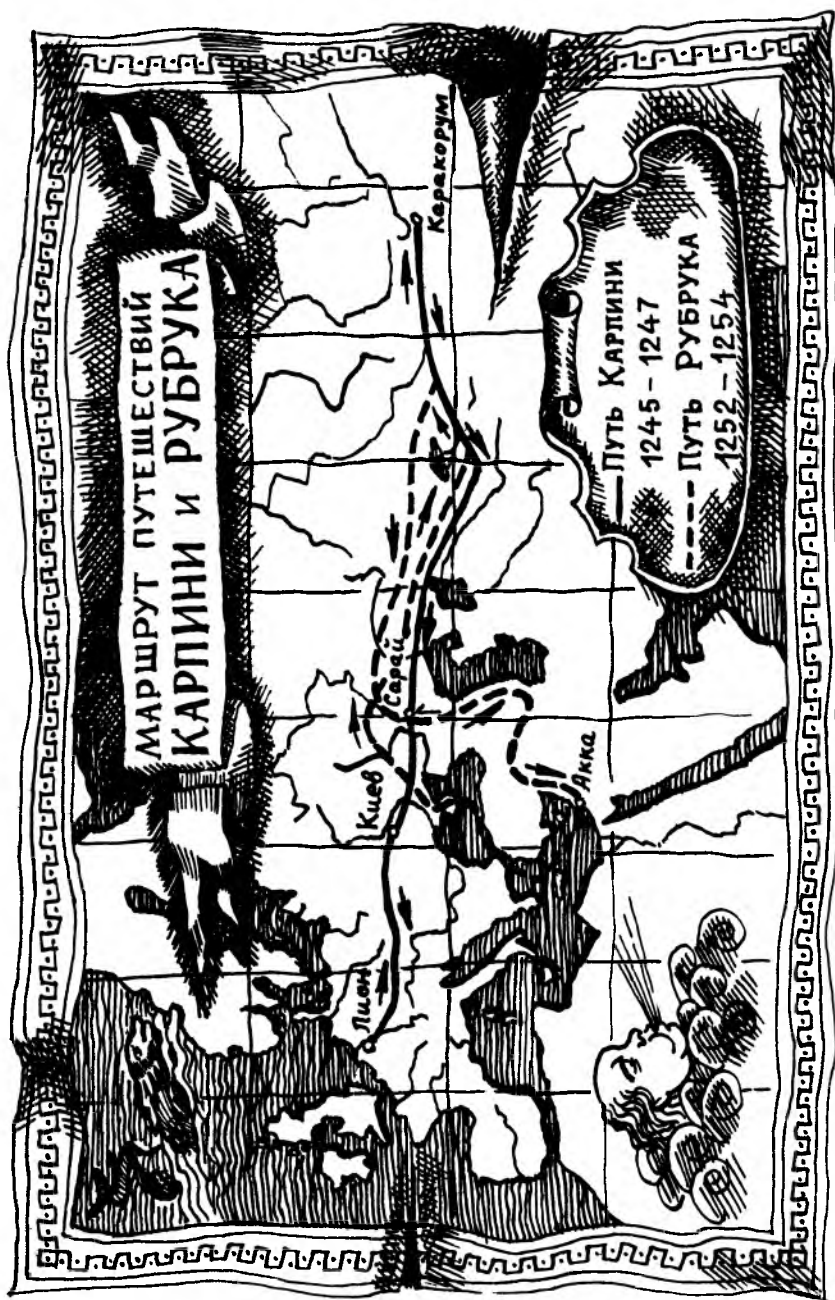 МАРШРУТ ПУТЕШЕСТВИЙ
КАРПИНИ и РУБРУКА
Лион
Киев
Сарай
Каракорум
Акка
Путь Карпини
1245-1247
Путь Рубрука
1252-1254